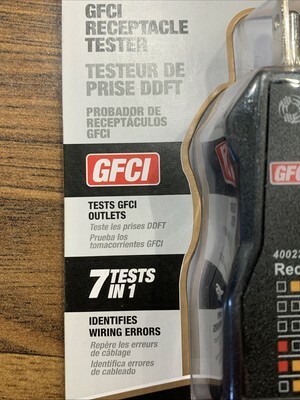 GFCI
RECEPTACLE
TESTER
TESTEUR DE
PRISE DDFT
PROBADOR DE
RECEPTÁCULOS
GFCI
GFCI
TESTS GFCI
OUTLETS
Teste les prises DDFT
Prueba los
tomacorrientes GFCI
7 TESTS
IN 1
IDENTIFIES
WIRING ERRORS
Repère les erreurs
de câblage
Identifica errores
de cableado
GFC
4002
Rec